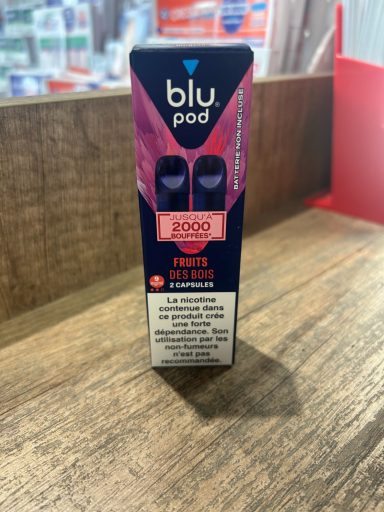 blu
pod®
BATTERIE NON INCLUSE
JUSQU'À
2000
BOUFFÉES*
FRUITS
DES BOIS
2 CAPSULES
9
La nicotine
contenue dans
ce produit crée
une forte
dépendance. Son
utilisation par les
non-fumeurs
n'est pas
recommandée.